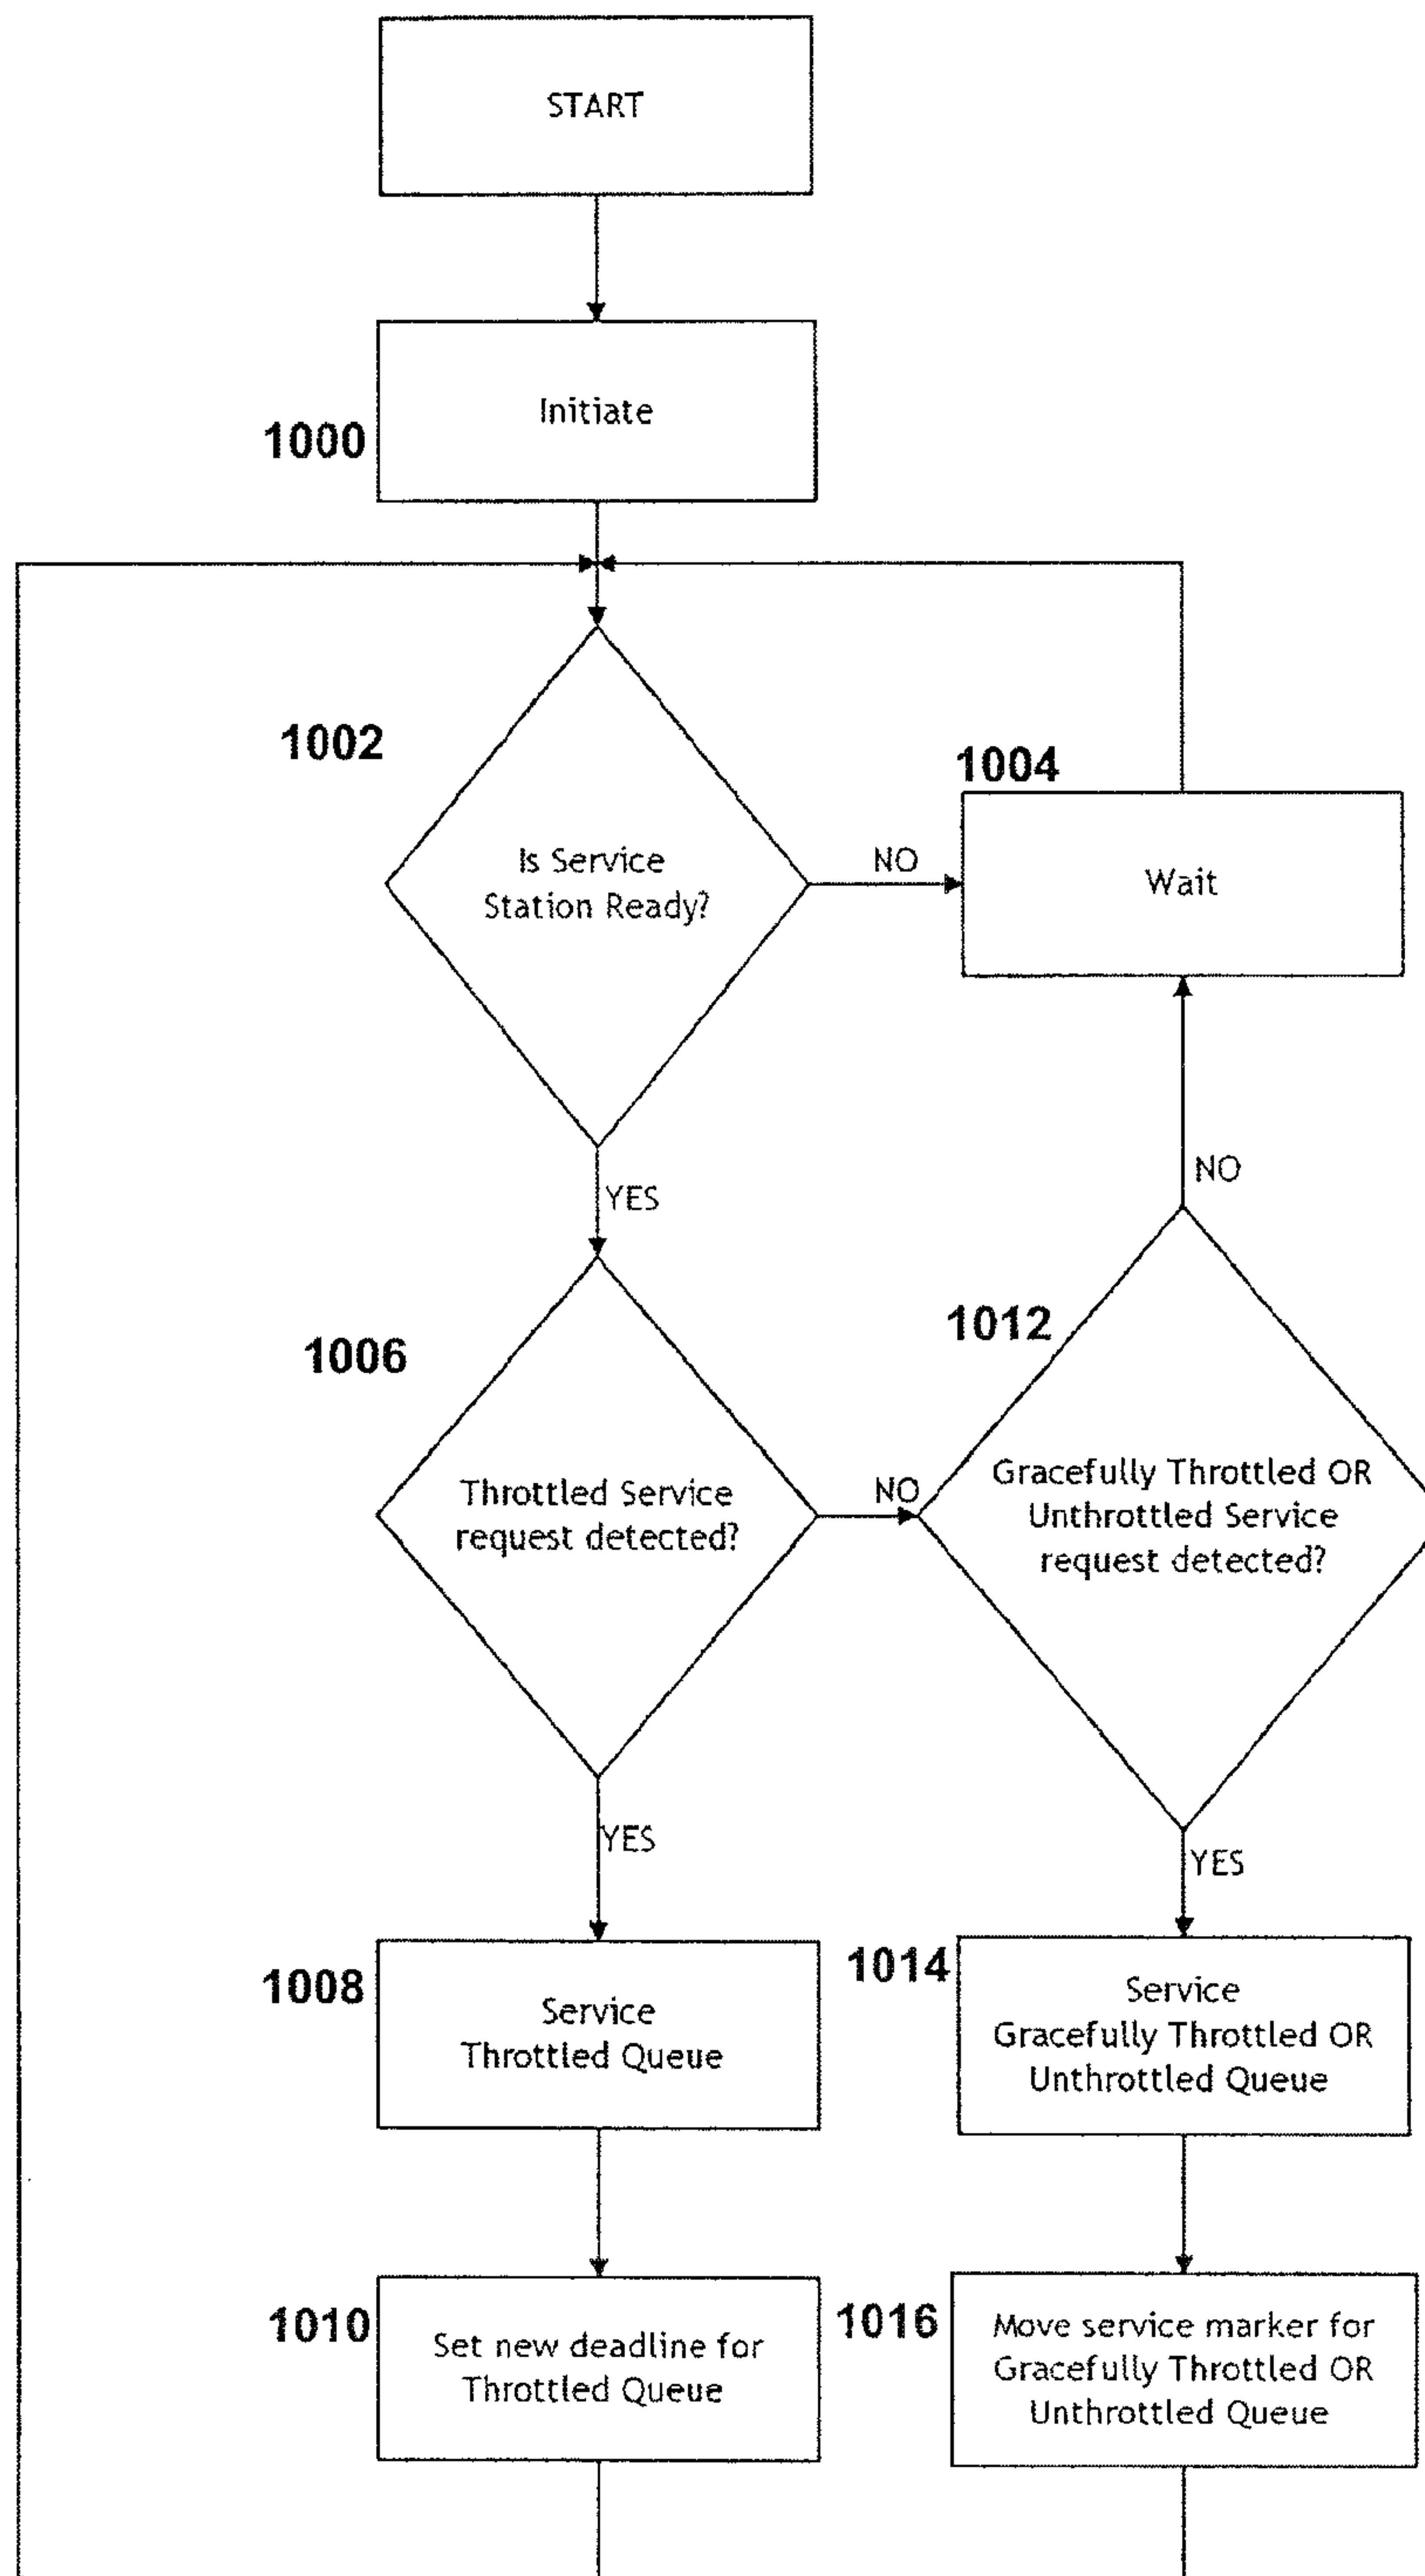 START
Initiate
1000
1002
1004
Is Service
Station Ready?
NO
Wait
YES
NO
1006
1012
Throttled Service
request detected?
NO
Gracefully Throttled OR
Unthrottled Service
request detected?
YES
YES
1008
Service
Throttled Queue
1014
Service
Gracefully Throttled OR
Unthrottled Queue
1010
Set new deadline for
Throttled Queue
1016
Move service marker for
Gracefully Throttled OR
Unthrottled Queue